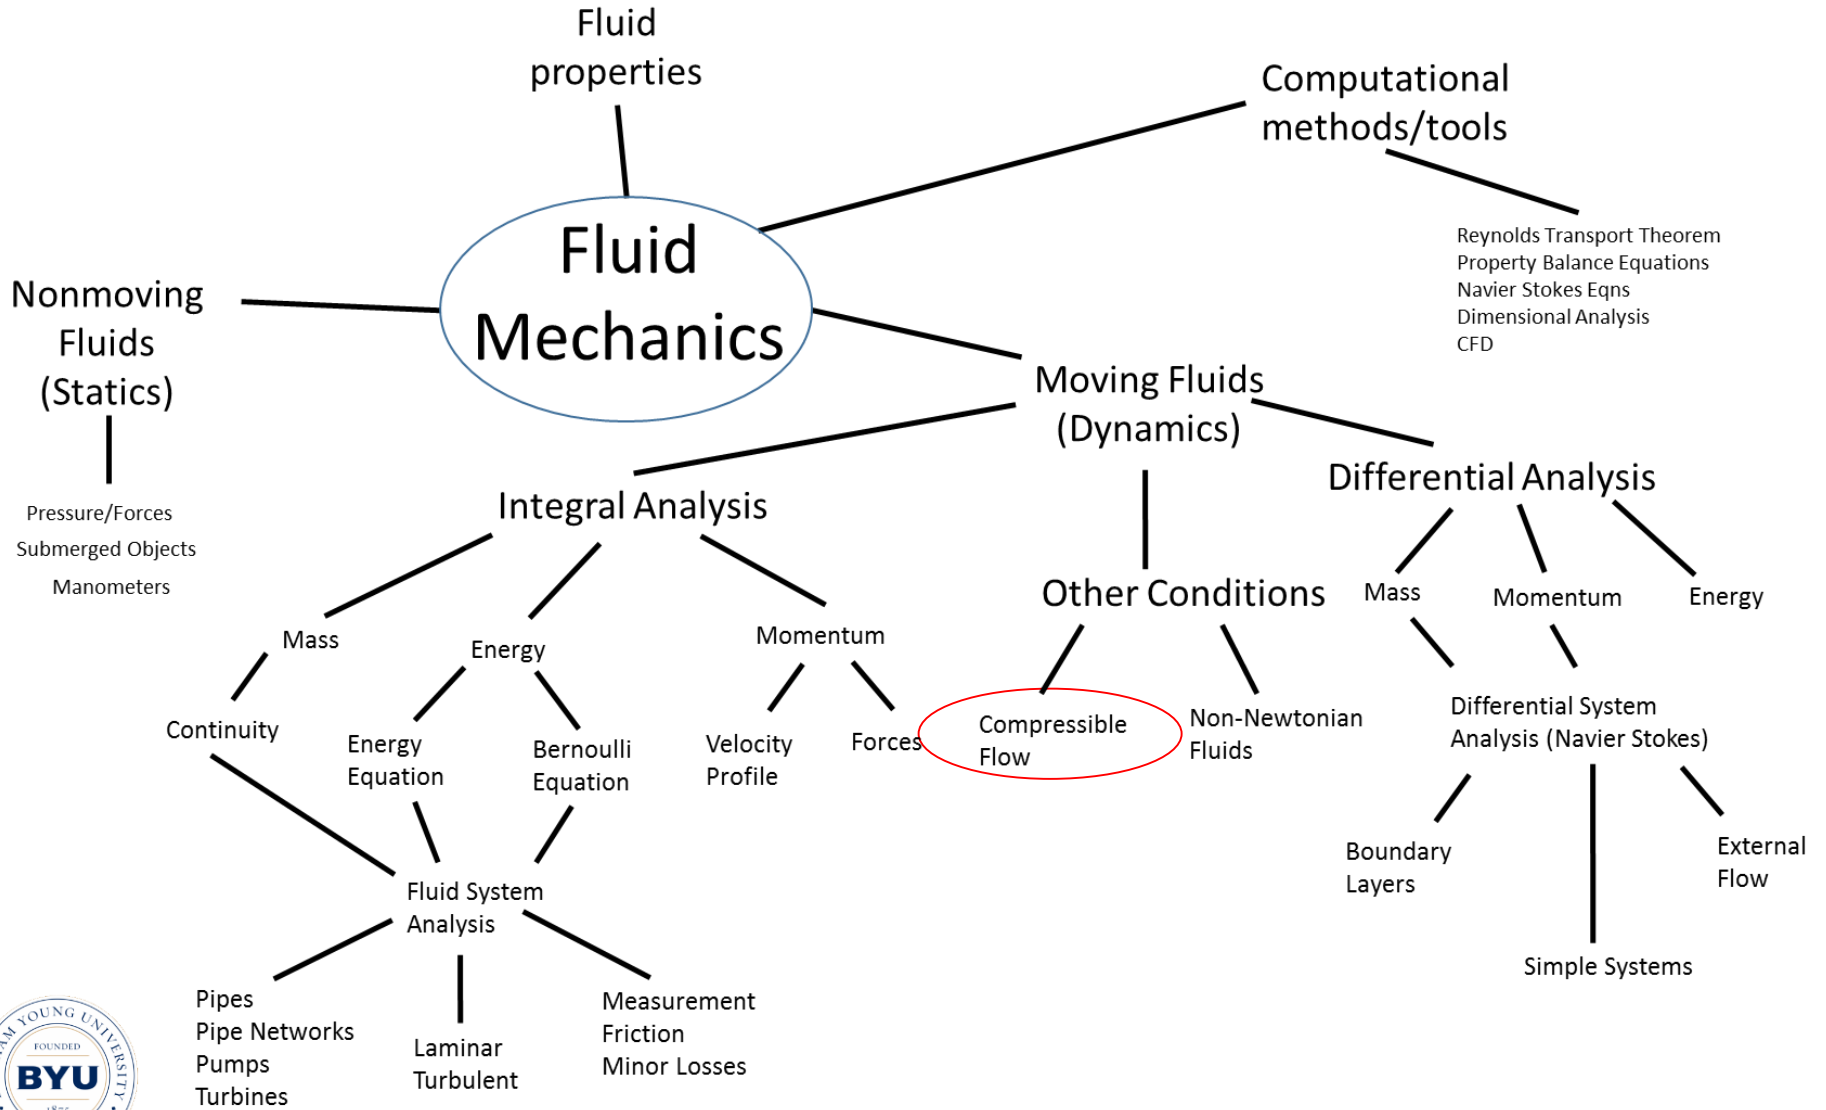 Fluid
properties
Computational
methods/tools
Reynolds Transport Theorem
Property Balance Equations
Navier Stokes Eqns
Dimensional Analysis
CFD
Fluid
Mechanics
Nonmoving
Fluids
(Statics)
Pressure/Forces
Submerged Objects
Manometers
Moving Fluids
(Dynamics)
Integral Analysis
Differential Analysis
Other Conditions
Mass
Energy
Momentum
Mass
Momentum
Energy
Continuity
Energy
Equation
Bernoulli
Equation
Velocity
Profile
Forces
Compressible
Flow
Non-Newtonian
Fluids
Differential System
Analysis (Navier Stokes)
Boundary
Layers
External
Flow
Simple Systems
Fluid System
Analysis
Pipes
Pipe Networks
Pumps
Turbines
Laminar
Turbulent
Measurement
Friction
Minor Losses
YOUNG UNIVERSITY
FOUNDED
BYU